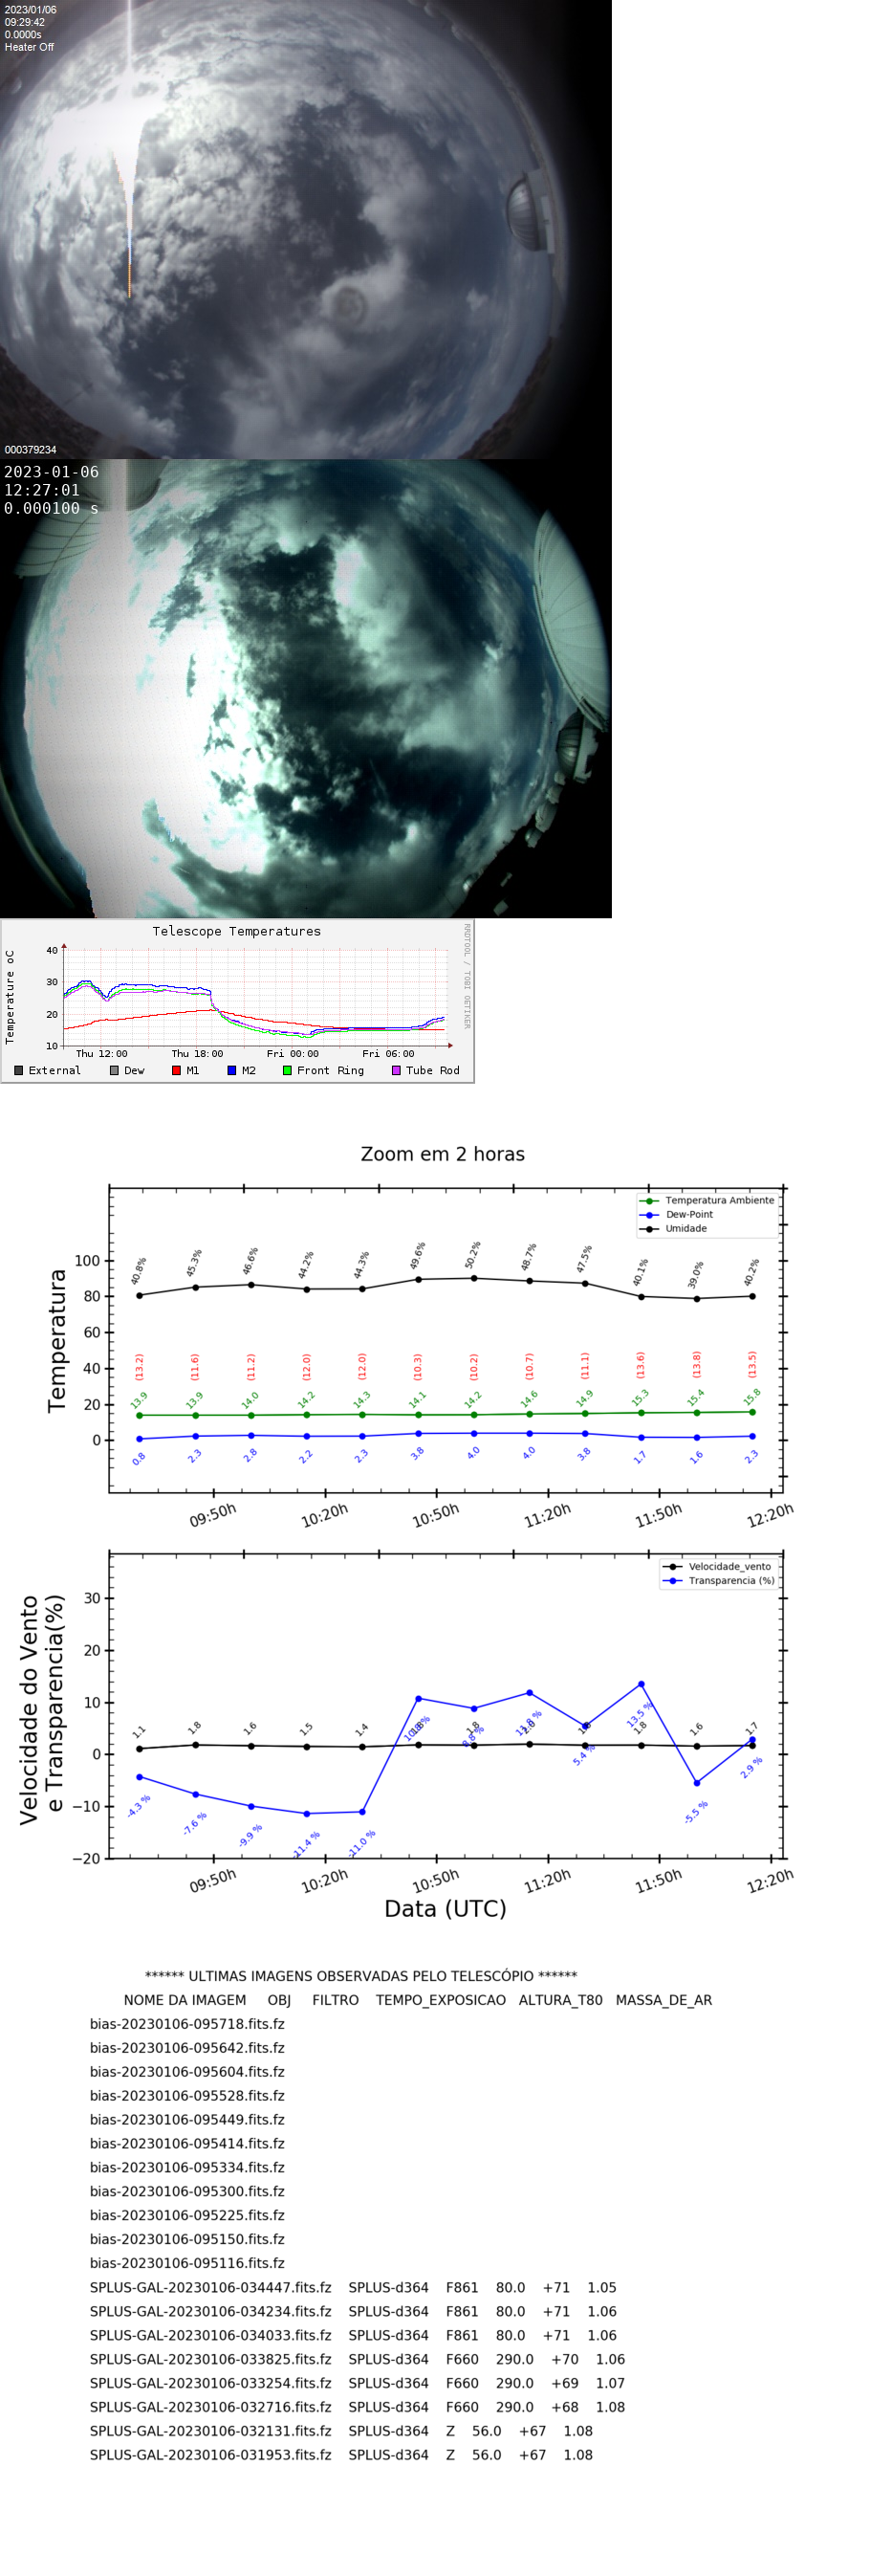 2023/01/06
09:29:42
0.0000s
Heater Off
000379234
2023-01-06
12:27:01
0.000100 s
Telescope Temperatures
RRDTOOL / TOBI OETIKER
Temperature oC
40
30
20
10
Thu 12:00 Thu 18:00 Fri 00:00 Fri 06:00
External Dew M1 M2 Front Ring Tube Rod
Zoom em 2 horas
Temperatura Ambiente
Dew-Point
Umidade
Temperatura
100
80
60
40
20
0
40.8% 45.3% 46.6% 44.2% 44.3% 49.6% 50.2% 48.7% 47.5% 40.1% 39.0% 40.2%
(13.2) (11.6) (11.2) (12.0) (12.0) (10.3) (10.2) (10.7) (11.1) (13.6) (13.8) (13.5)
13.9 13.9 14.0 14.2 14.3 14.1 14.2 14.6 14.9 15.3 15.4 15.8
0.8 2.3 2.8 2.2 2.3 3.8 4.0 4.0 3.8 1.7 1.6 2.3
09:50h 10:20h 10:50h 11:20h 11:50h 12:20h
Velocidade_vento
Transparencia (%)
Velocidade do Vento
e Transparencia(%)
30
20
10
0
−10
−20
1.1 1.8 1.6 1.5 1.4 1.8 1.8 1.6 1.7
-4.3 % -7.6 % -9.9 % -11.4 % -11.0 % 5.4 % 13.5 % -5.5 % 2.9 %
09:50h 10:20h 10:50h 11:20h 11:50h 12:20h
Data (UTC)
****** ULTIMAS IMAGENS OBSERVADAS PELO TELESCÓPIO ******
NOME DA IMAGEM OBJ FILTRO TEMPO_EXPOSICAO ALTURA_T80 MASSA_DE_AR
bias-20230106-095718.fits.fz
bias-20230106-095642.fits.fz
bias-20230106-095604.fits.fz
bias-20230106-095528.fits.fz
bias-20230106-095449.fits.fz
bias-20230106-095414.fits.fz
bias-20230106-095334.fits.fz
bias-20230106-095300.fits.fz
bias-20230106-095225.fits.fz
bias-20230106-095150.fits.fz
bias-20230106-095116.fits.fz
SPLUS-GAL-20230106-034447.fits.fz SPLUS-d364 F861 80.0 +71 1.05
SPLUS-GAL-20230106-034234.fits.fz SPLUS-d364 F861 80.0 +71 1.06
SPLUS-GAL-20230106-034033.fits.fz SPLUS-d364 F861 80.0 +71 1.06
SPLUS-GAL-20230106-033825.fits.fz SPLUS-d364 F660 290.0 +70 1.06
SPLUS-GAL-20230106-033254.fits.fz SPLUS-d364 F660 290.0 +69 1.07
SPLUS-GAL-20230106-032716.fits.fz SPLUS-d364 F660 290.0 +68 1.08
SPLUS-GAL-20230106-032131.fits.fz SPLUS-d364 Z 56.0 +67 1.08
SPLUS-GAL-20230106-031953.fits.fz SPLUS-d364 Z 56.0 +67 1.08